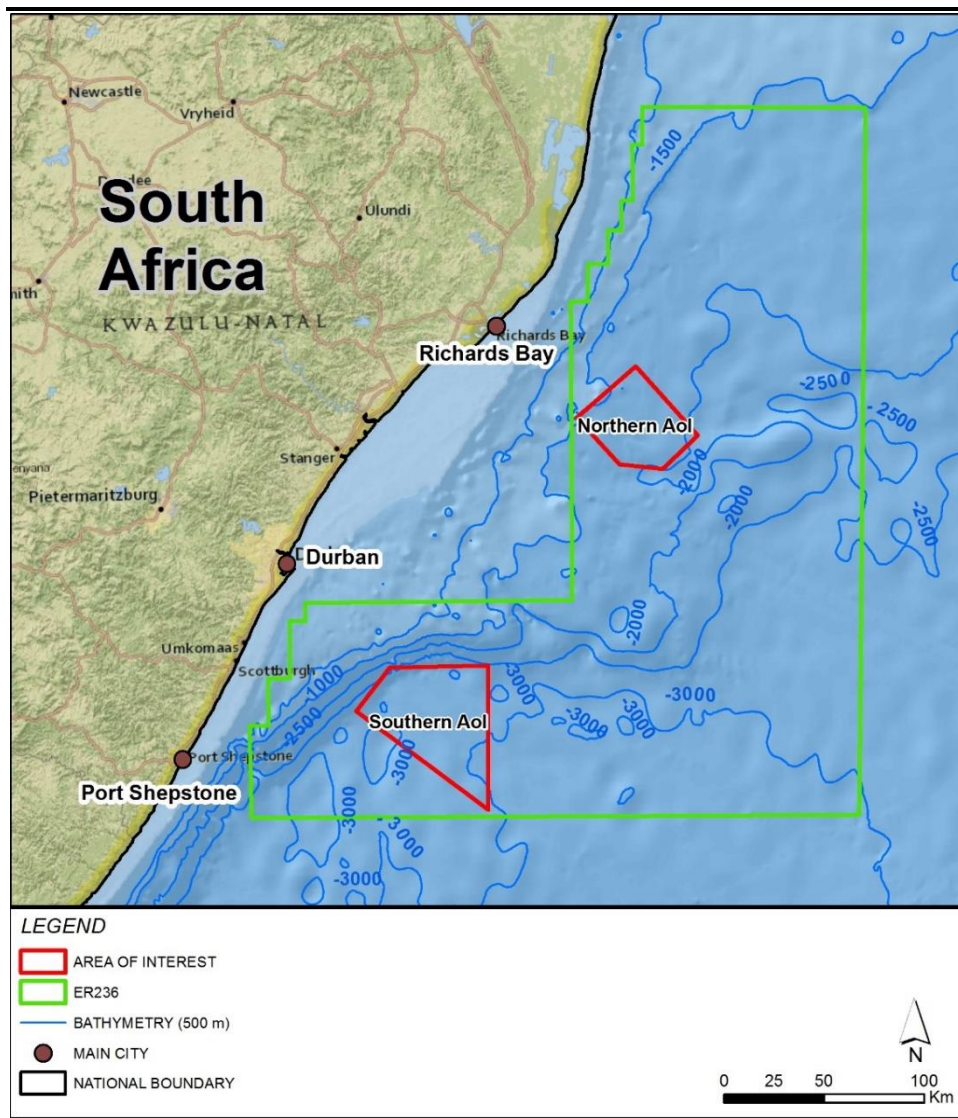 Newcastle
Vryheid
-1500
South
Africa
Ulundi
KWAZULU-NATAL
Richards Bay
Richards Bay
-2500
-2500
Northern AoI
-2000
-2000
-2500
Stanger
Pietermaritzburg
Durban
-2000
Umkomaas
Scottburgh
-1000
-2500
-3000
-3000
-3000
-3000
Southern AoI
-3000
Port Shepstone
Port Shepstone
-3000
-3000
-3000
LEGEND
AREA OF INTEREST
ER236
BATHYMETRY (500 m)
MAIN CITY
NATIONAL BOUNDARY
N
0 25 50 100
Km